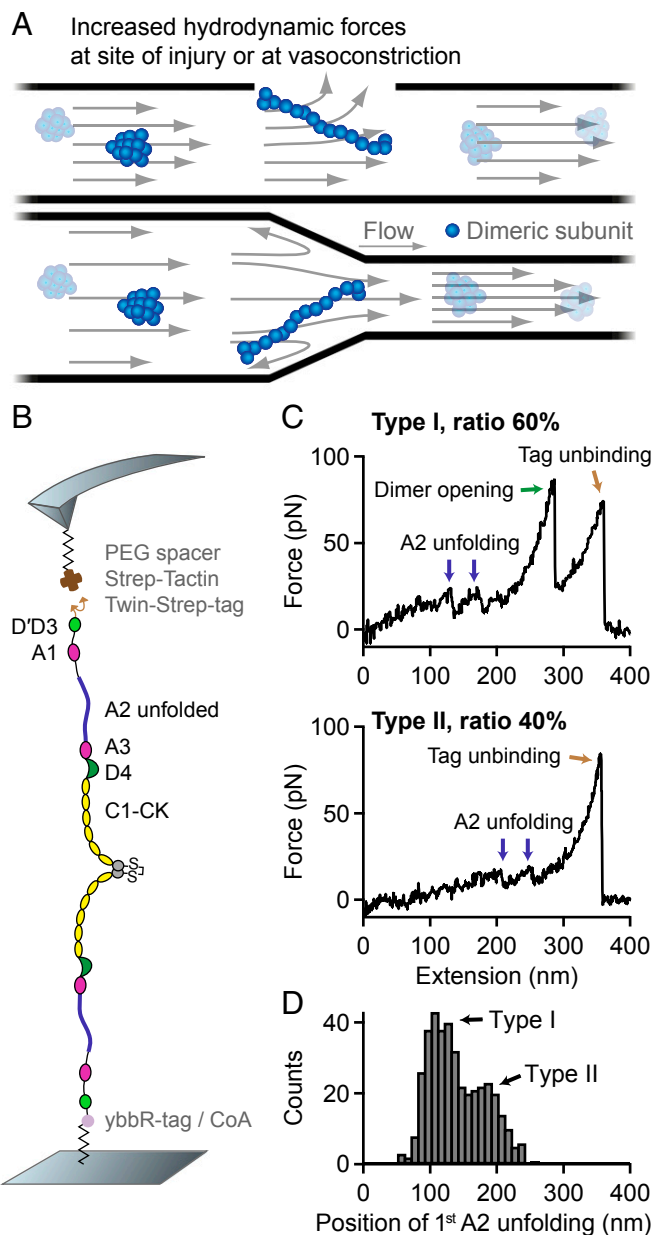 A
Increased hydrodynamic forces
at site of injury or at vasoconstriction
Flow
Dimeric subunit
B
PEG spacer
Strep-Tactin
Twin-Strep-tag
D'D3
A1
A2 unfolded
A3
D4
C1-CK
S
S
ybbR-tag / CoA
C
Type I, ratio 60%
Tag unbinding
Dimer opening
A2 unfolding
Force (pN)
100
50
0
0 100 200 300 400
Type II, ratio 40%
Tag unbinding
A2 unfolding
Force (pN)
100
50
0
0 100 200 300 400
Extension (nm)
D
Type I
Type II
Counts
40
20
0
0 100 200 300 400
Position of 1st A2 unfolding (nm)